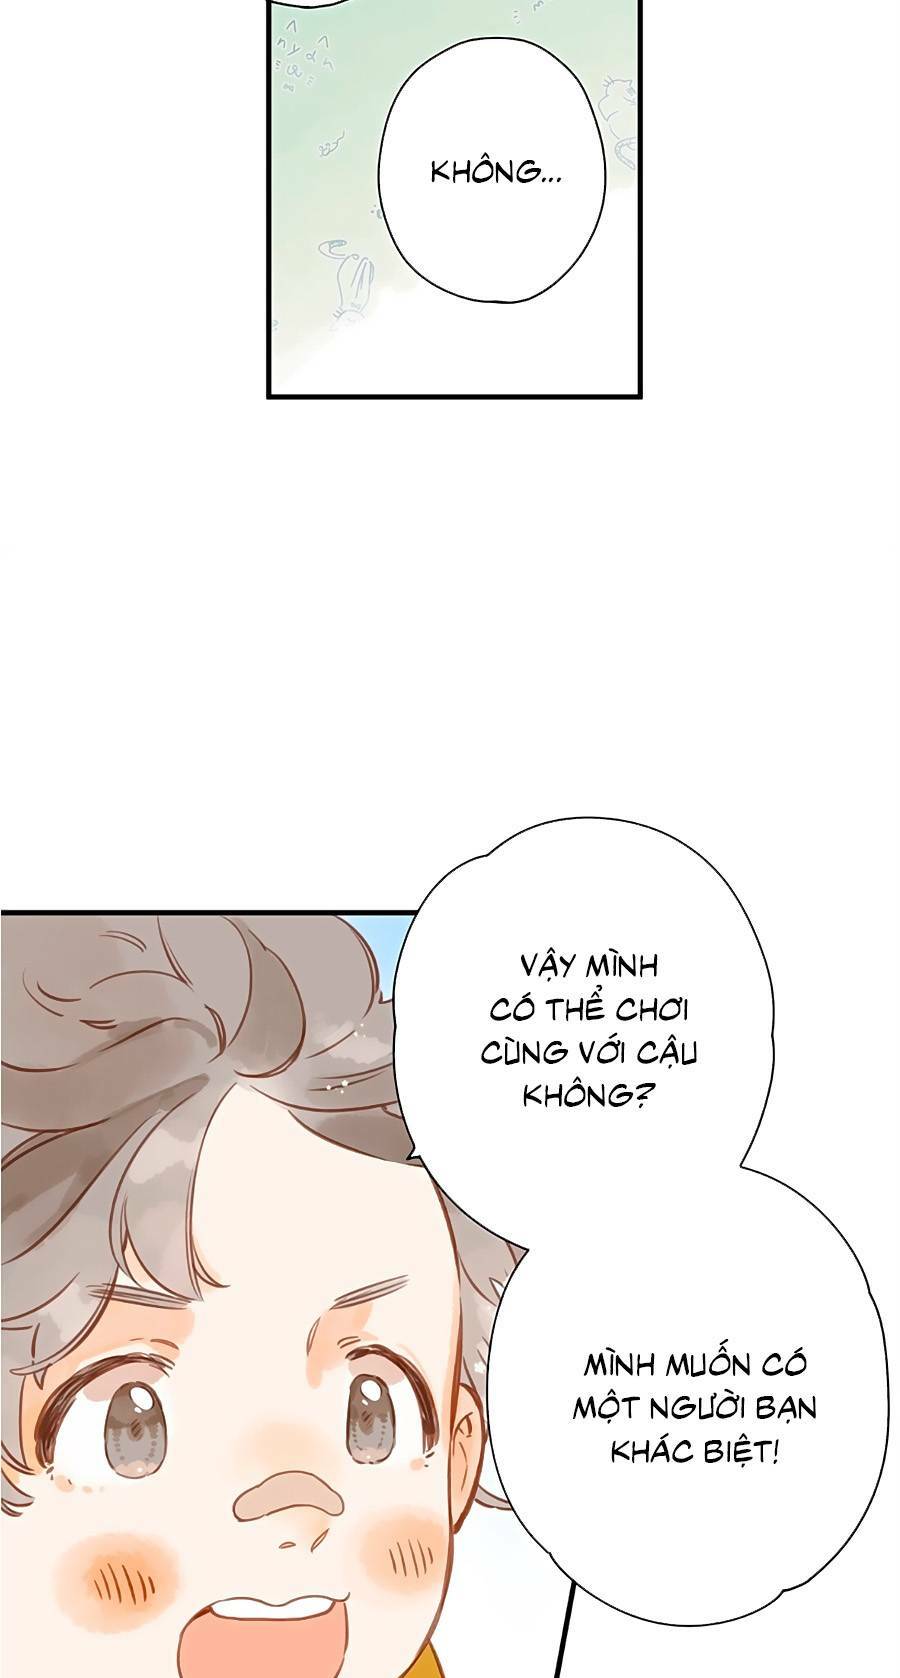 KHÔNG...
VẬY MÌNH
CÓ THỂ CHƠI
CÙNG VỚI CẬU
KHÔNG?
MÌNH MUỐN CÓ
MỘT NGƯỜI BẠN
KHÁC BIỆT!